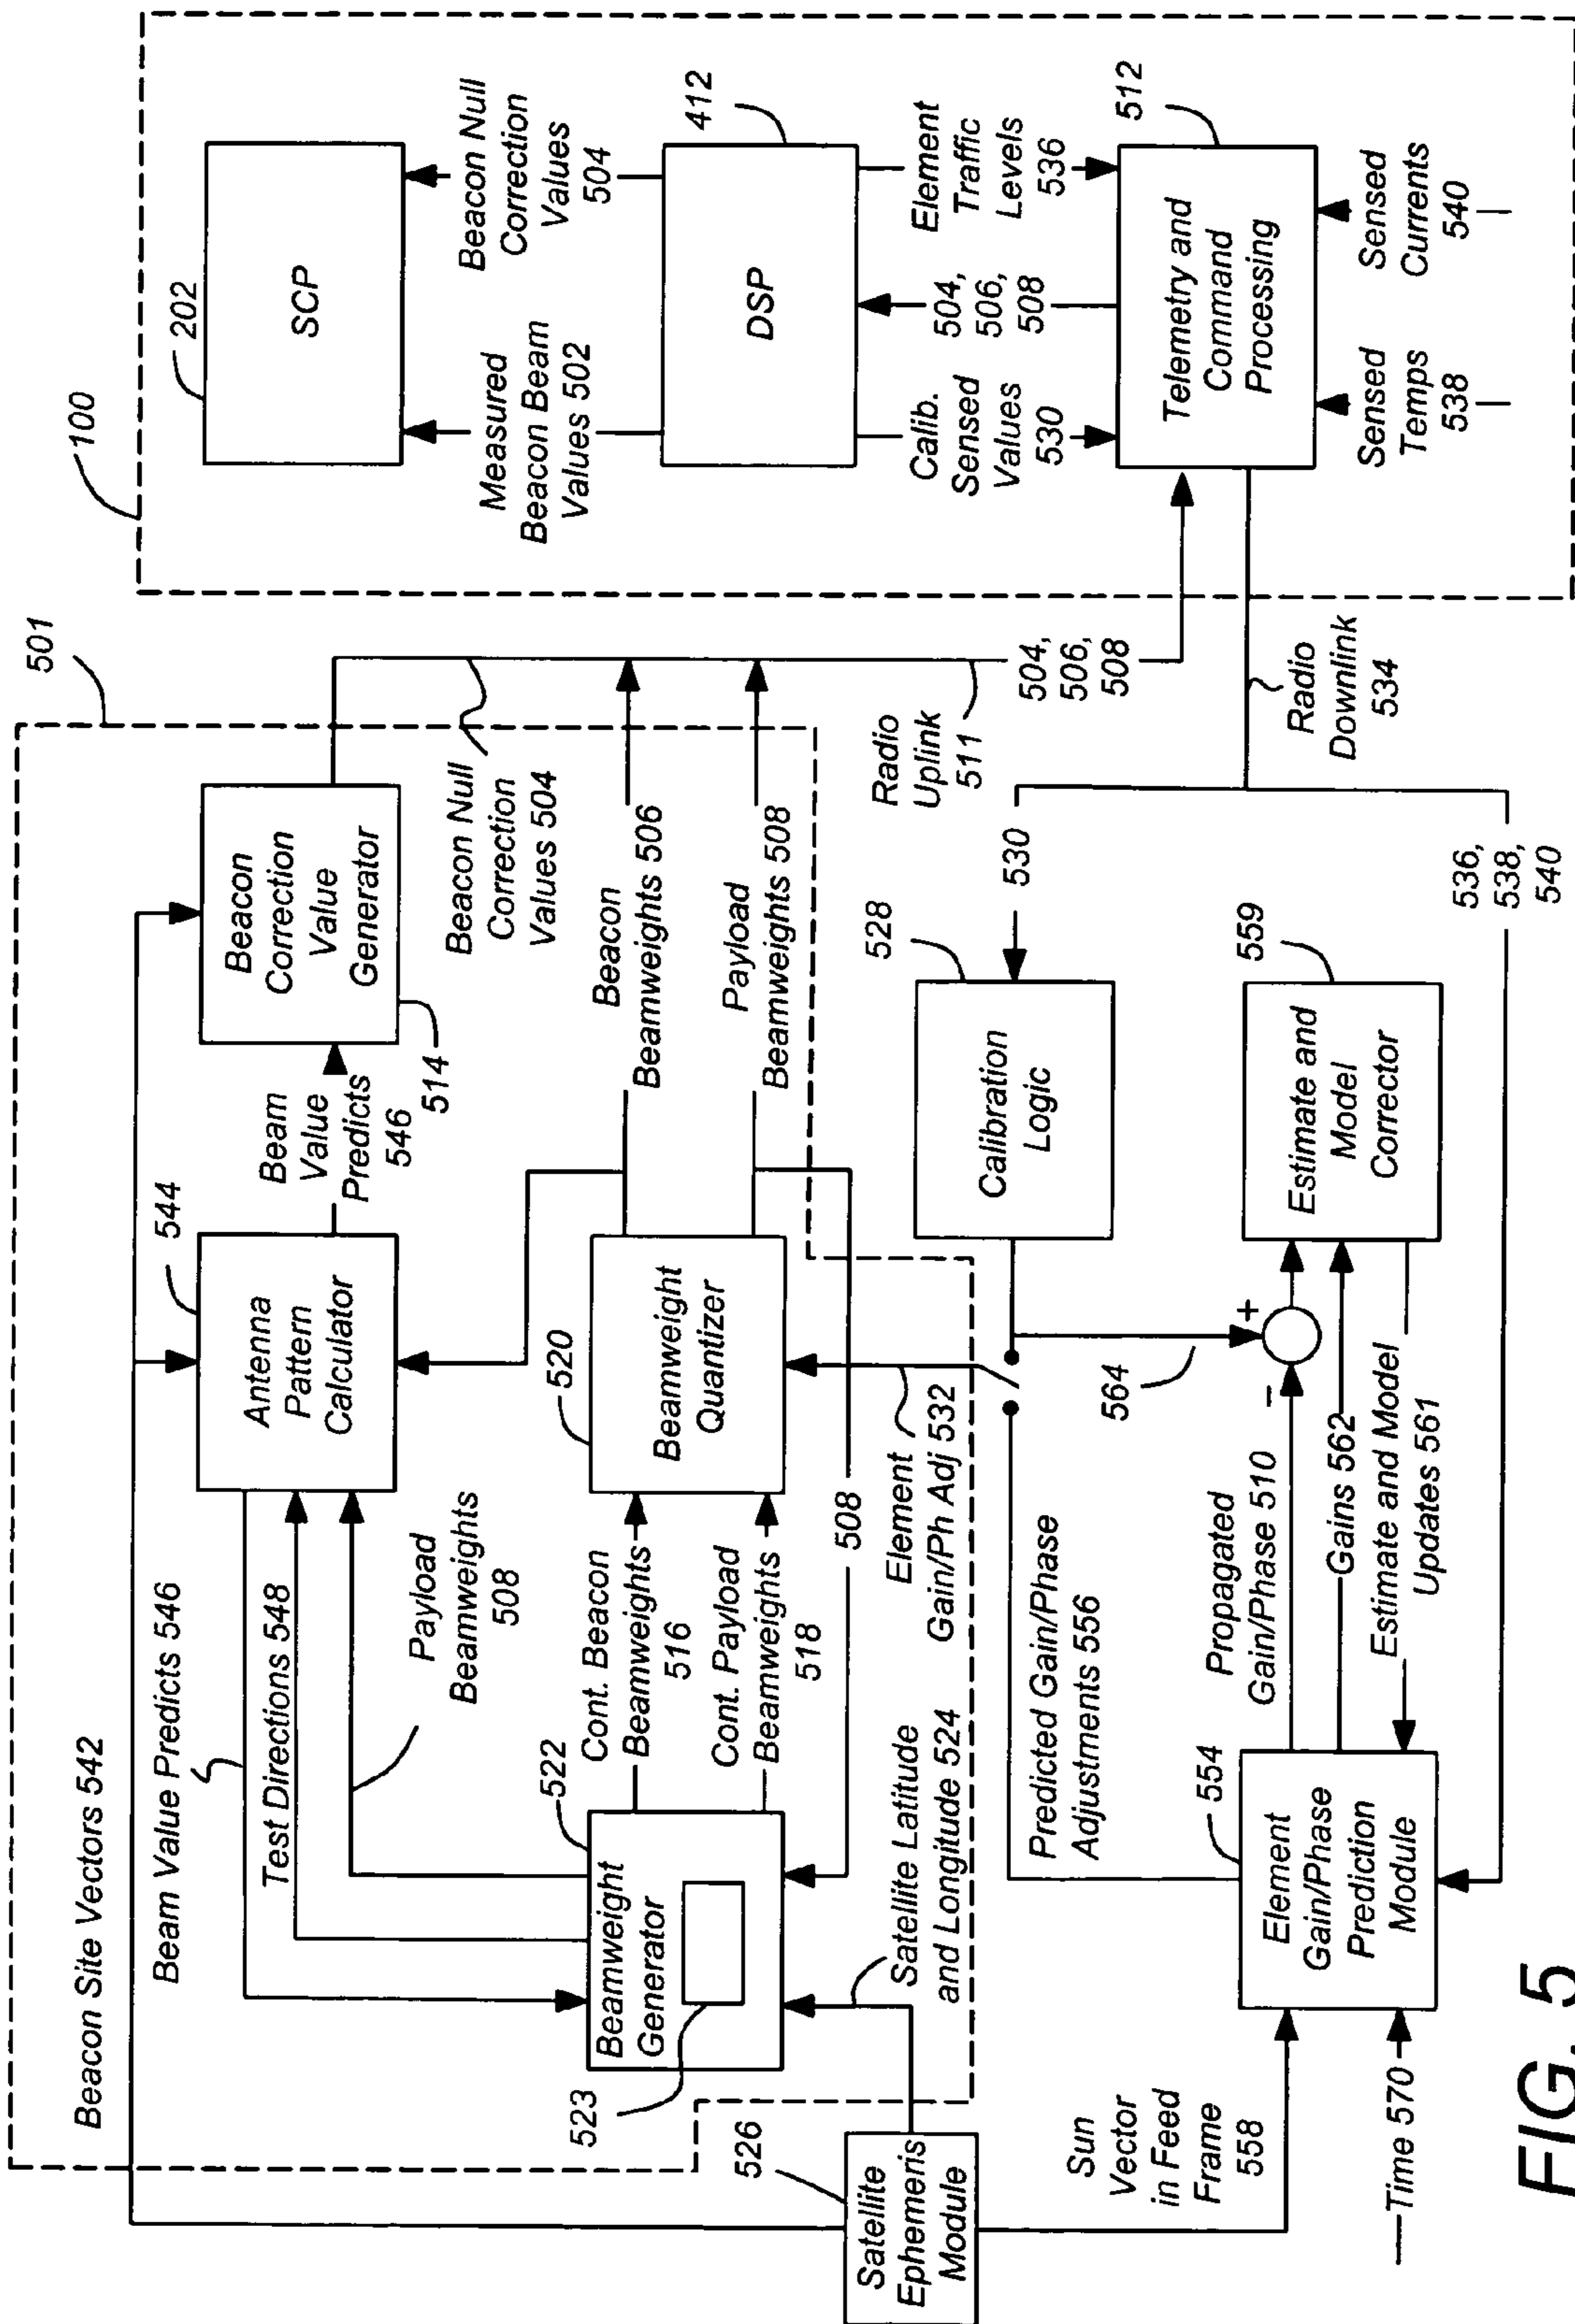 100
202
SCP
Measured
Beacon Beam
Values 502
Beacon Null
Correction
Values
504
412
DSP
Calib.
Sensed
Values
530
504,
506,
508
Element
Traffic
Levels
536
512
Telemetry and
Command
Processing
Sensed
Temps
538
Sensed
Currents
540
501
Beacon Site Vectors 542
Beam Value Predicts 546
Test Directions 548
Payload
Beamweights
508
544
Antenna
Pattern
Calculator
Beam
Value
Predicts
546
514
Beacon
Correction
Value
Generator
Beacon Null
Correction
Values 504
Beacon
Beamweights 506
Payload
Beamweights 508
Radio
Uplink
511
504,
506,
508
Radio
Downlink
534
522
Beamweight
Generator
523
Cont. Beacon
Beamweights
516
Cont. Payload
Beamweights
518
520
Beamweight
Quantizer
508
Element
Gain/Ph Adj 532
528
Calibration
Logic
530
526
Satellite
Ephemeris
Module
Satellite Latitude
and Longitude 524
Predicted Gain/Phase
Adjustments 556
564
+
−
Sun
Vector
in Feed
Frame
558
Time 570
554
Element
Gain/Phase
Prediction
Module
Propagated
Gain/Phase 510
Gains 562
Estimate and Model
Updates 561
559
Estimate and
Model
Corrector
536,
538,
540
FIG. 5